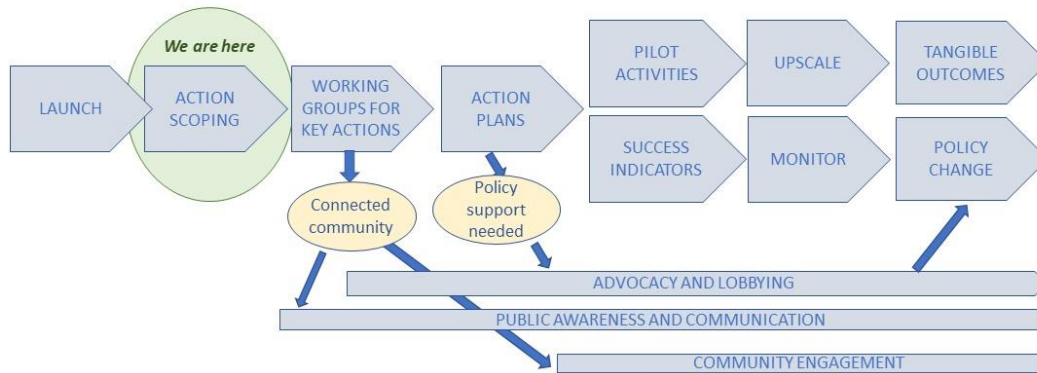 We are here
LAUNCH
ACTION
SCOPING
WORKING
GROUPS FOR
KEY ACTIONS
ACTION
PLANS
PILOT
ACTIVITIES
UPSCALE
TANGIBLE
OUTCOMES
SUCCESS
INDICATORS
MONITOR
POLICY
CHANGE
Connected
community
Policy
support
needed
ADVOCACY AND LOBBYING
PUBLIC AWARENESS AND COMMUNICATION
COMMUNITY ENGAGEMENT